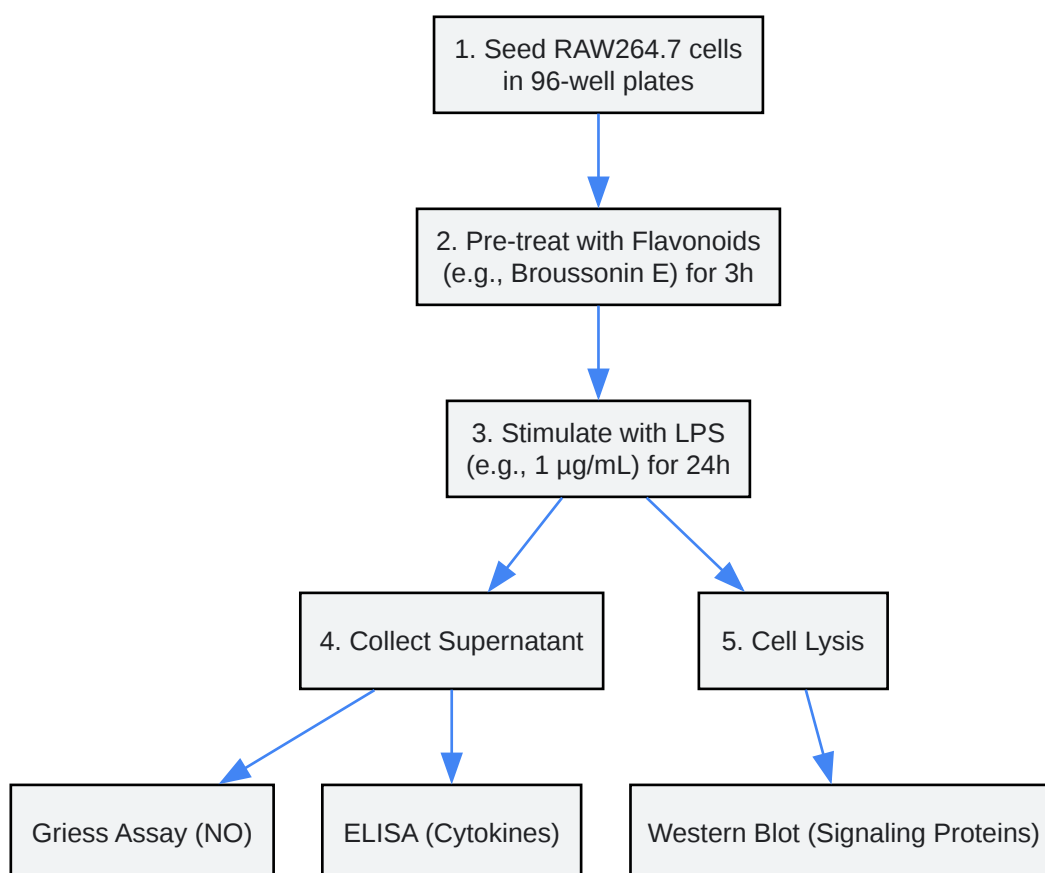 1. Seed RAW264.7 cells
in 96-well plates
2. Pre-treat with Flavonoids
(e.g., Broussonin E) for 3h
3. Stimulate with LPS
(e.g., 1 µg/mL) for 24h
4. Collect Supernatant
5. Cell Lysis
Griess Assay (NO)
ELISA (Cytokines)
Western Blot (Signaling Proteins)